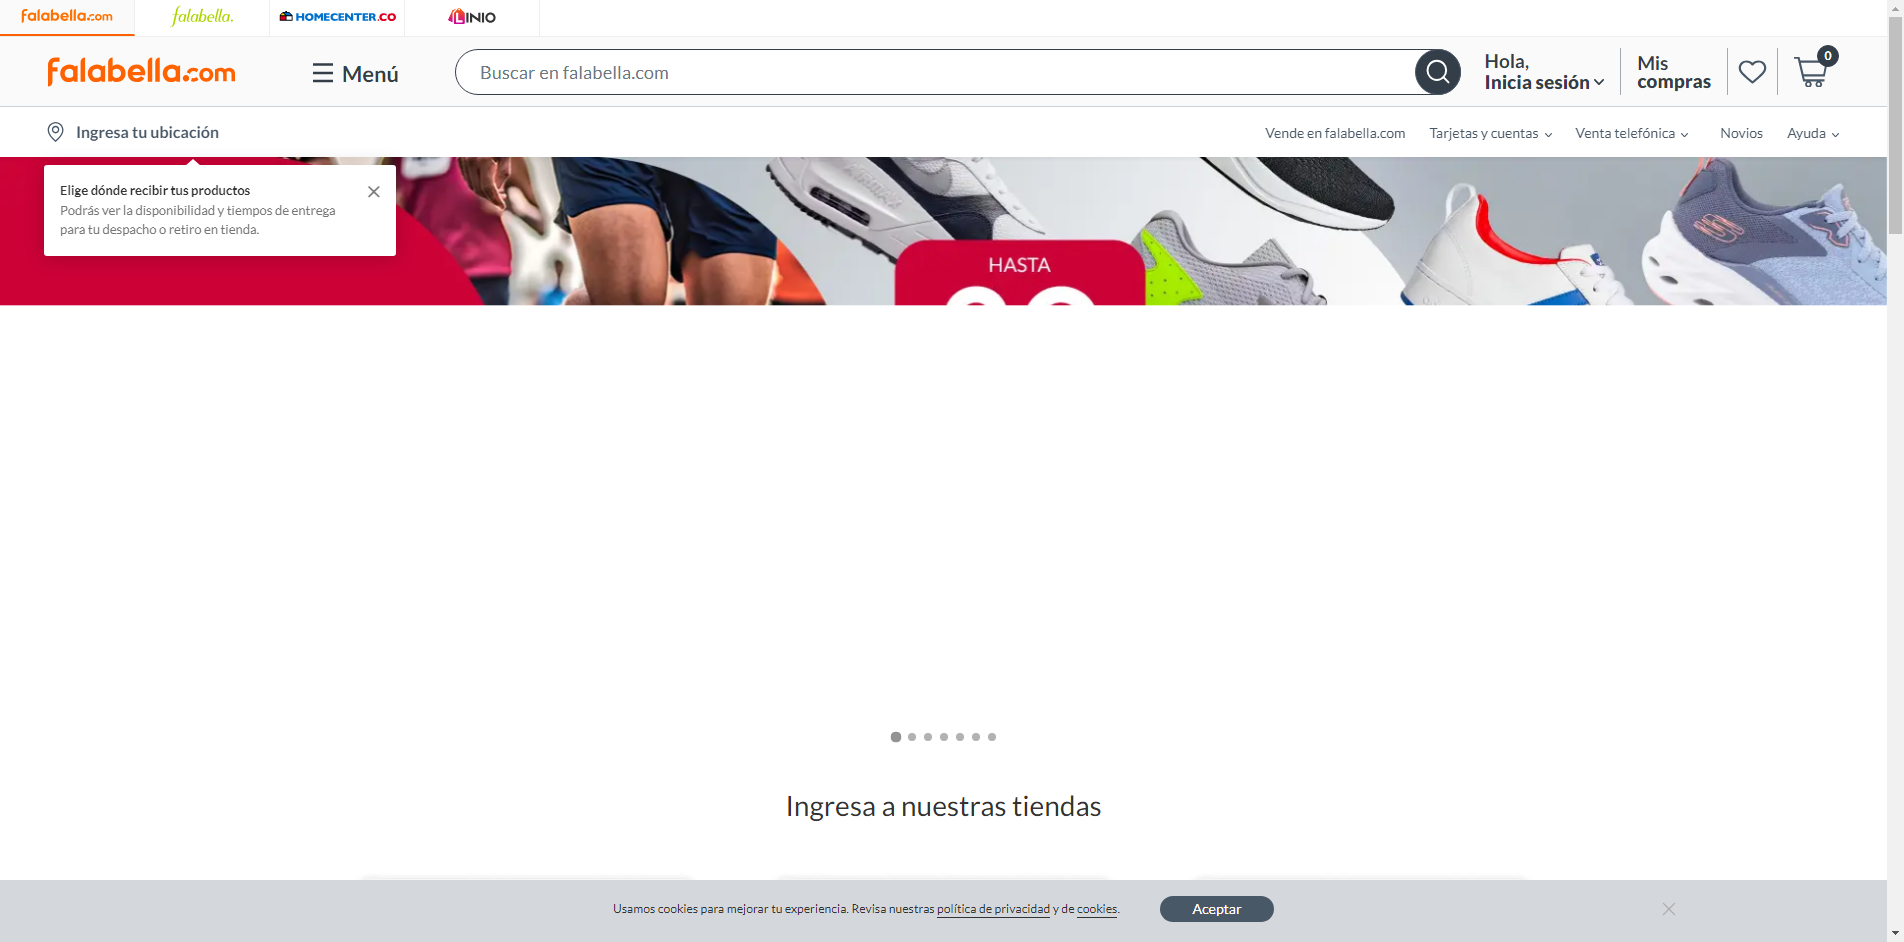 falabella.com
falabella.
HOMECENTER.CO
LINIO
falabella.com
Menú
Buscar en falabella.com
Hola,
Inicia sesión
Mis
compras
0
Ingresa tu ubicación
Vende en falabella.com
Tarjetas y cuentas
Venta telefónica
Novios
Ayuda
Elige dónde recibir tus productos
Podrás ver la disponibilidad y tiempos de entrega
para tu despacho o retiro en tienda.
HASTA
Ingresa a nuestras tiendas
Usamos cookies para mejorar tu experiencia. Revisa nuestras política de privacidad y de cookies.
Aceptar